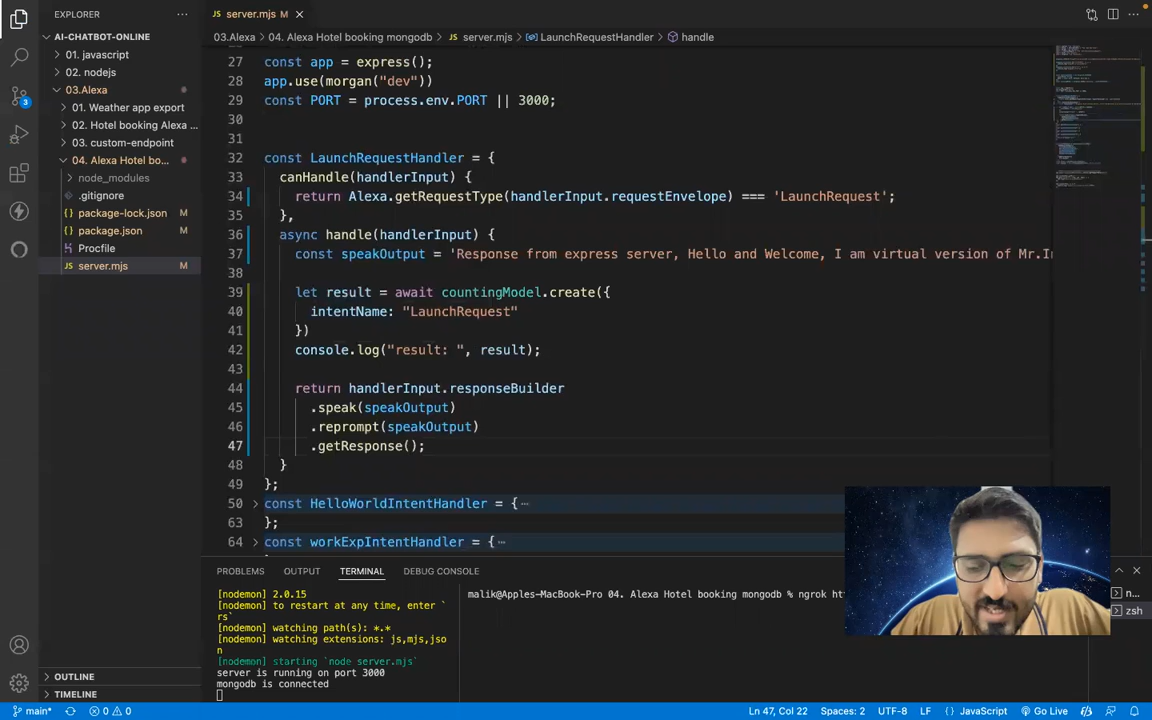 EXPLORER
AI-CHATBOT-ONLINE
01. javascript
02. nodejs
03.Alexa
01. Weather app export
02. Hotel booking Alexa ...
03. custom-endpoint
04. Alexa Hotel bo...
node_modules
.gitignore
package-lock.json M
package.json M
Procfile
server.mjs M
OUTLINE
TIMELINE
3
server.mjs M
03.Alexa > 04. Alexa Hotel booking mongodb > server.mjs > LaunchRequestHandler > handle
27 const app = express();
28 app.use(morgan("dev"))
29 const PORT = process.env.PORT || 3000;
30
31
32 const LaunchRequestHandler = {
33 canHandle(handlerInput) {
34 return Alexa.getRequestType(handlerInput.requestEnvelope) === 'LaunchRequest';
35 },
36 async handle(handlerInput) {
37 const speakOutput = 'Response from express server, Hello and Welcome, I am virtual version of Mr.In
38
39 let result = await countingModel.create({
40 intentName: "LaunchRequest"
41 })
42 console.log("result: ", result);
43
44 return handlerInput.responseBuilder
45 .speak(speakOutput)
46 .reprompt(speakOutput)
47 .getResponse();
48 }
49 };
50 const HelloWorldIntentHandler = {…
63 };
64 const workExpIntentHandler = {…
PROBLEMS OUTPUT TERMINAL DEBUG CONSOLE
[nodemon] 2.0.15
[nodemon] to restart at any time, enter `
rs`
[nodemon] watching path(s): *.*
[nodemon] watching extensions: js,mjs,jso
n
[nodemon] starting `node server.mjs`
server is running on port 3000
mongodb is connected
malik@Apples-MacBook-Pro 04. Alexa Hotel booking mongodb % ngrok ht
n...
zsh
main* 0 0 Ln 47, Col 22 Spaces: 2 UTF-8 LF {} JavaScript Go Live